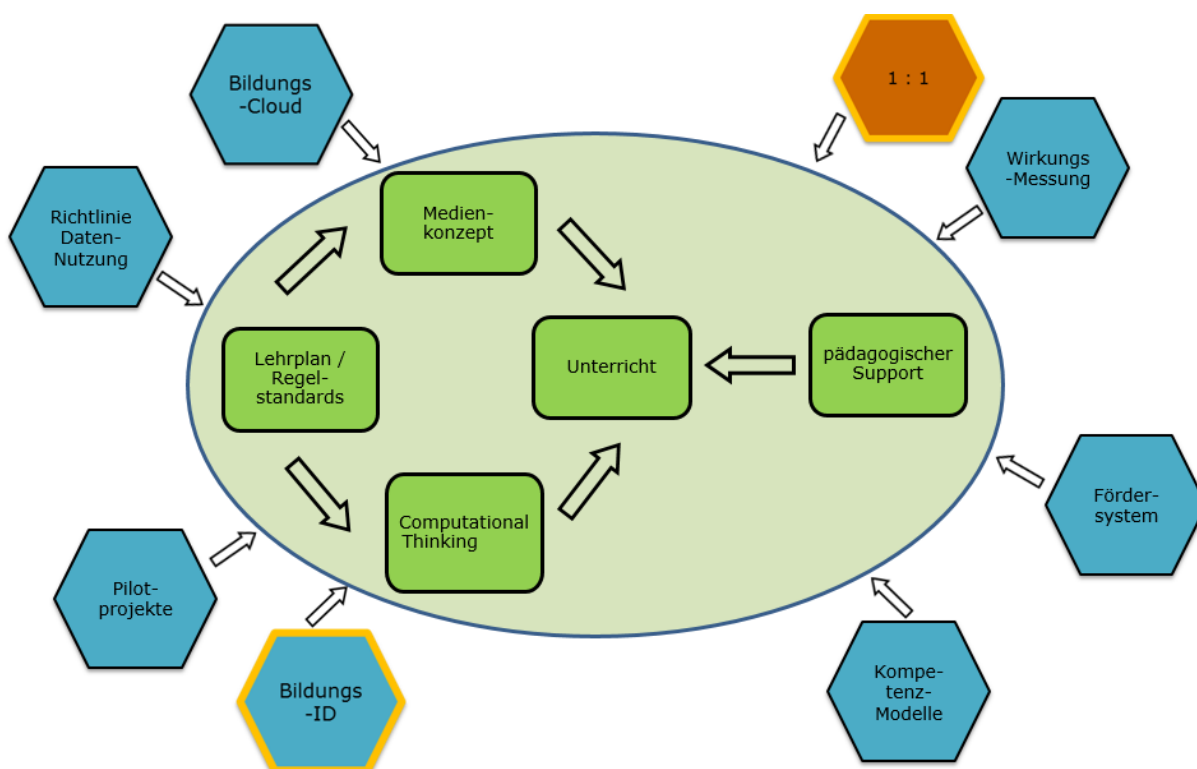 Bildungs
-Cloud
1 : 1
Wirkungs
-Messung
Richtlinie
Daten-
Nutzung
Medien-
konzept
Lehrplan /
Regel-
standards
Unterricht
pädagogischer
Support
Computational
Thinking
Förder-
system
Pilot-
projekte
Bildungs
-ID
Kompe-
tenz-
Modelle